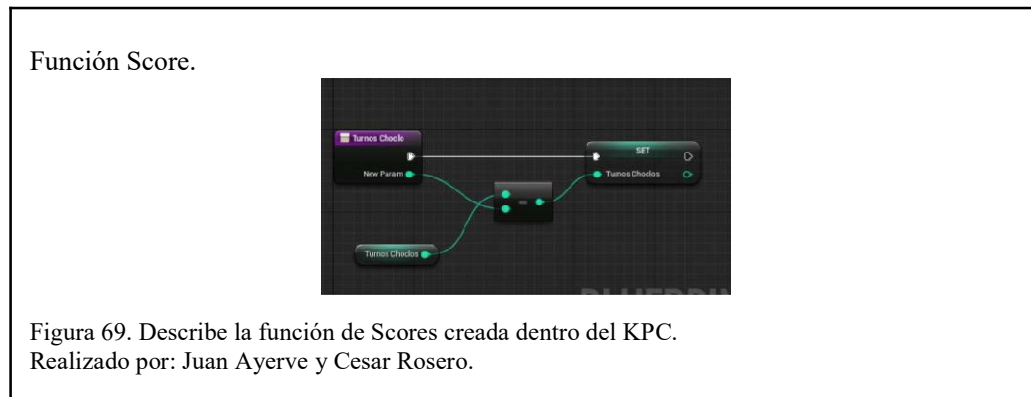 Función Score.
Turnos Choclo
New Param
SET
Turnos Choclos
Turnos Choclos
Figura 69. Describe la función de Scores creada dentro del KPC.
Realizado por: Juan Ayerve y Cesar Rosero.